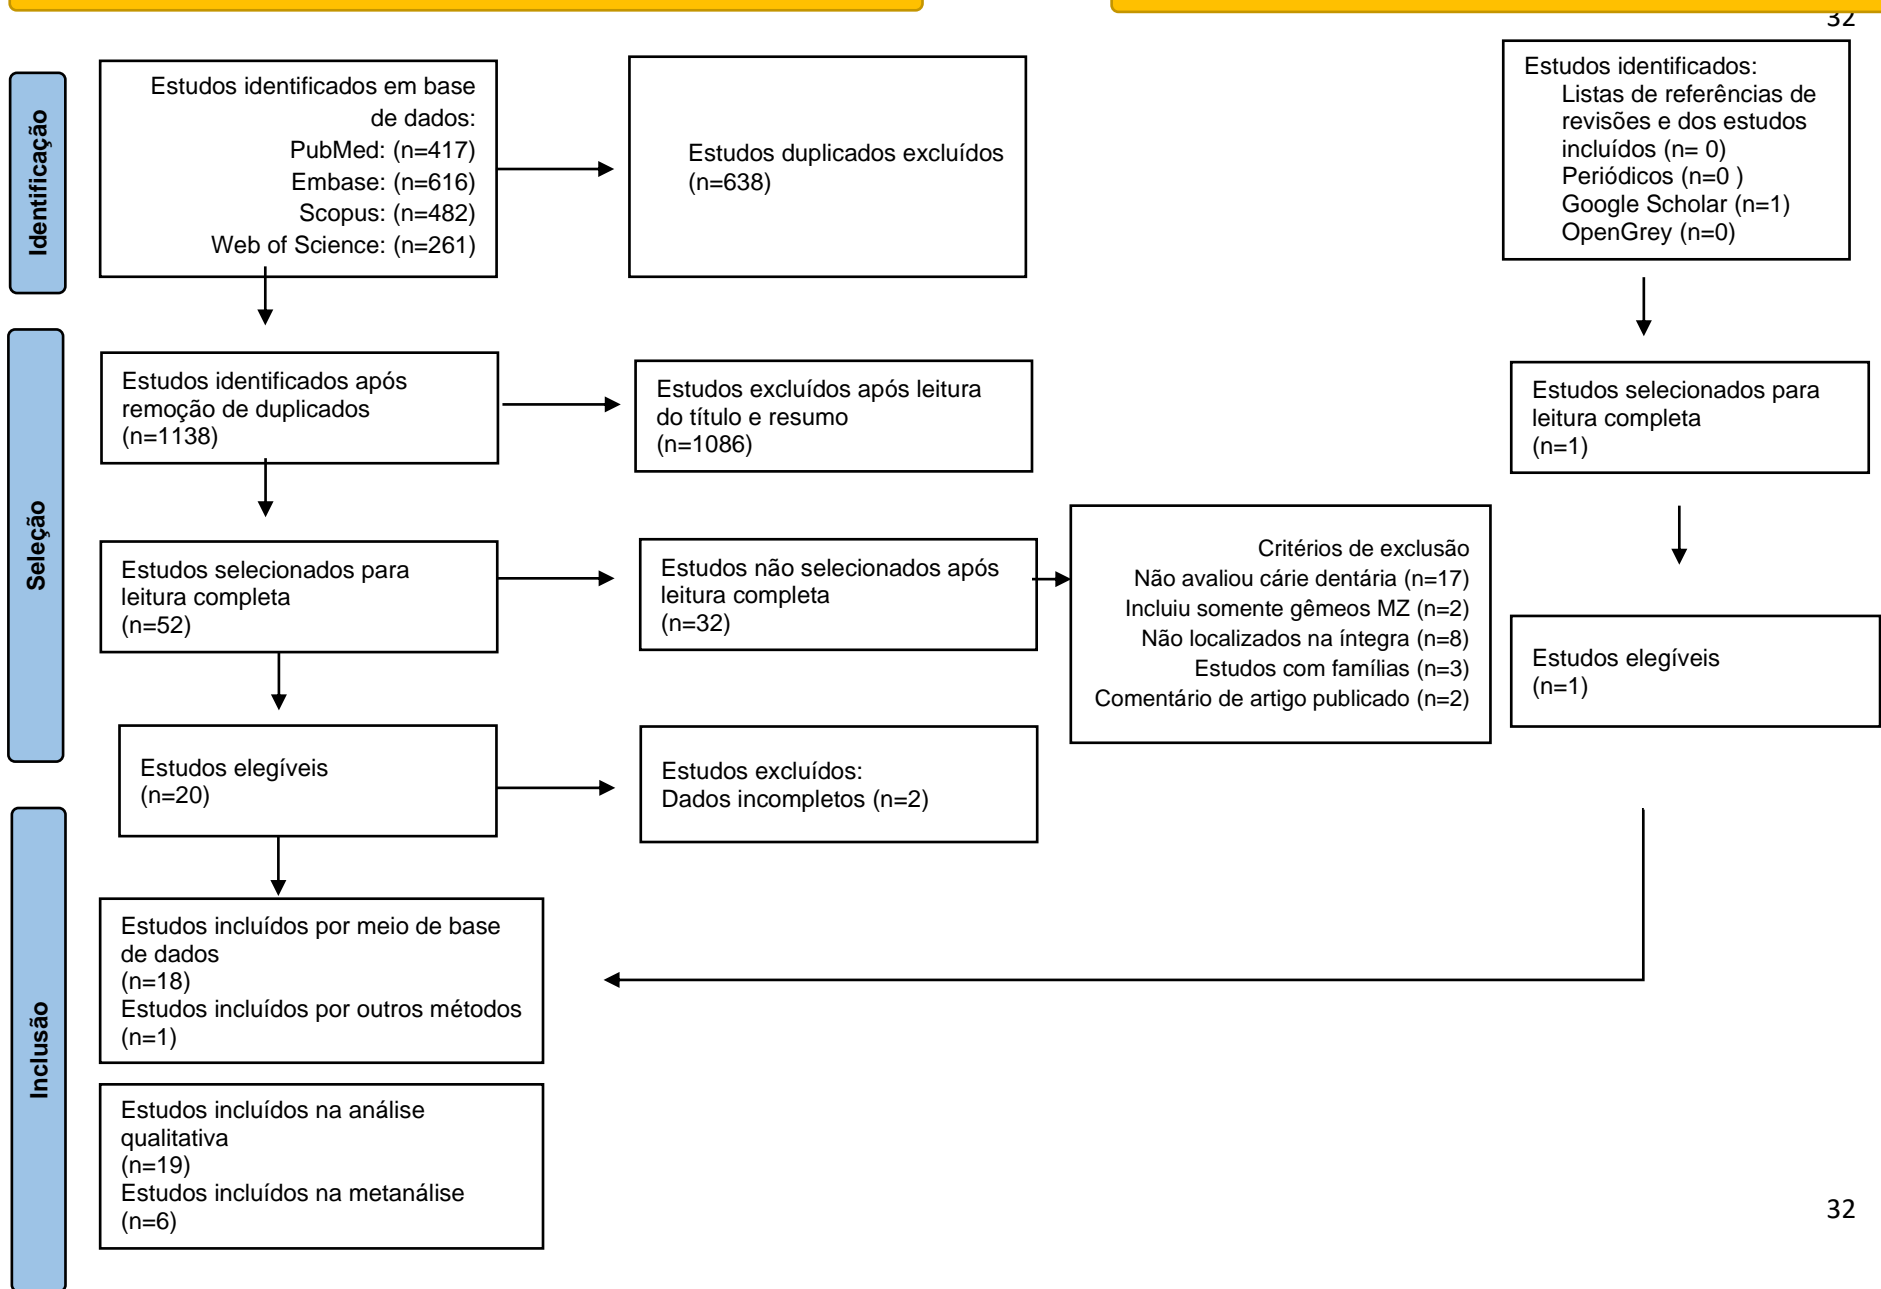 32
Identificação
Estudos identificados em base
de dados:
PubMed: (n=417)
Embase: (n=616)
Scopus: (n=482)
Web of Science: (n=261)
Estudos duplicados excluídos
(n=638)
Estudos identificados:
Listas de referências de
revisões e dos estudos
incluídos (n= 0)
Periódicos (n=0 )
Google Scholar (n=1)
OpenGrey (n=0)
Seleção
Estudos identificados após
remoção de duplicados
(n=1138)
Estudos excluídos após leitura
do título e resumo
(n=1086)
Estudos selecionados para
leitura completa
(n=1)
Estudos selecionados para
leitura completa
(n=52)
Estudos não selecionados após
leitura completa
(n=32)
Critérios de exclusão
Não avaliou cárie dentária (n=17)
Incluiu somente gêmeos MZ (n=2)
Não localizados na íntegra (n=8)
Estudos com famílias (n=3)
Comentário de artigo publicado (n=2)
Estudos elegíveis
(n=1)
Estudos elegíveis
(n=20)
Estudos excluídos:
Dados incompletos (n=2)
Inclusão
Estudos incluídos por meio de base
de dados
(n=18)
Estudos incluídos por outros métodos
(n=1)
Estudos incluídos na análise
qualitativa
(n=19)
Estudos incluídos na metanálise
(n=6)
32